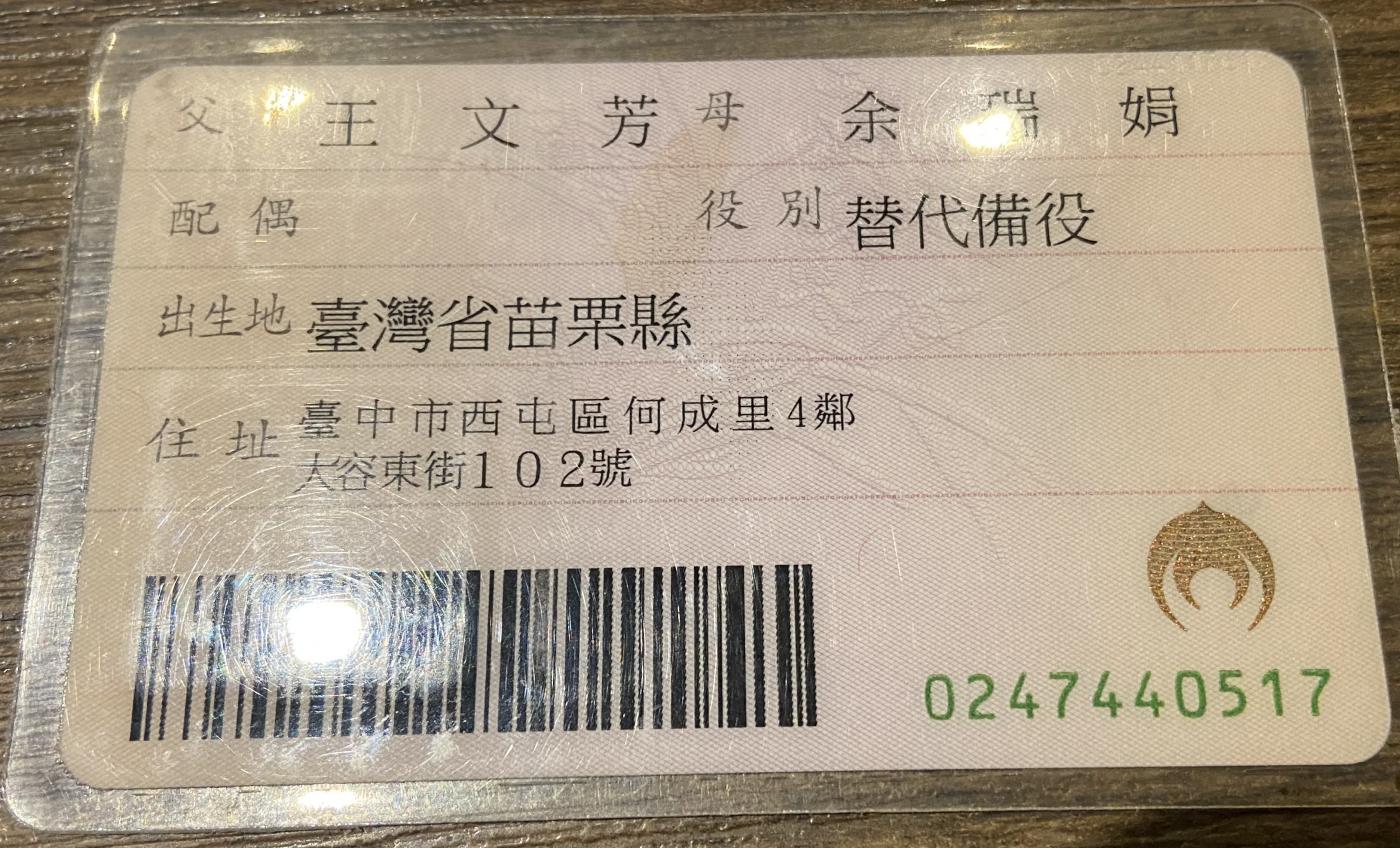 父 王文芳 母 余瑞娟
配偶 役別 替代備役
出生地 臺灣省苗栗縣
住址 臺中市西屯區何成里4鄰
大容東街102號
0247440517